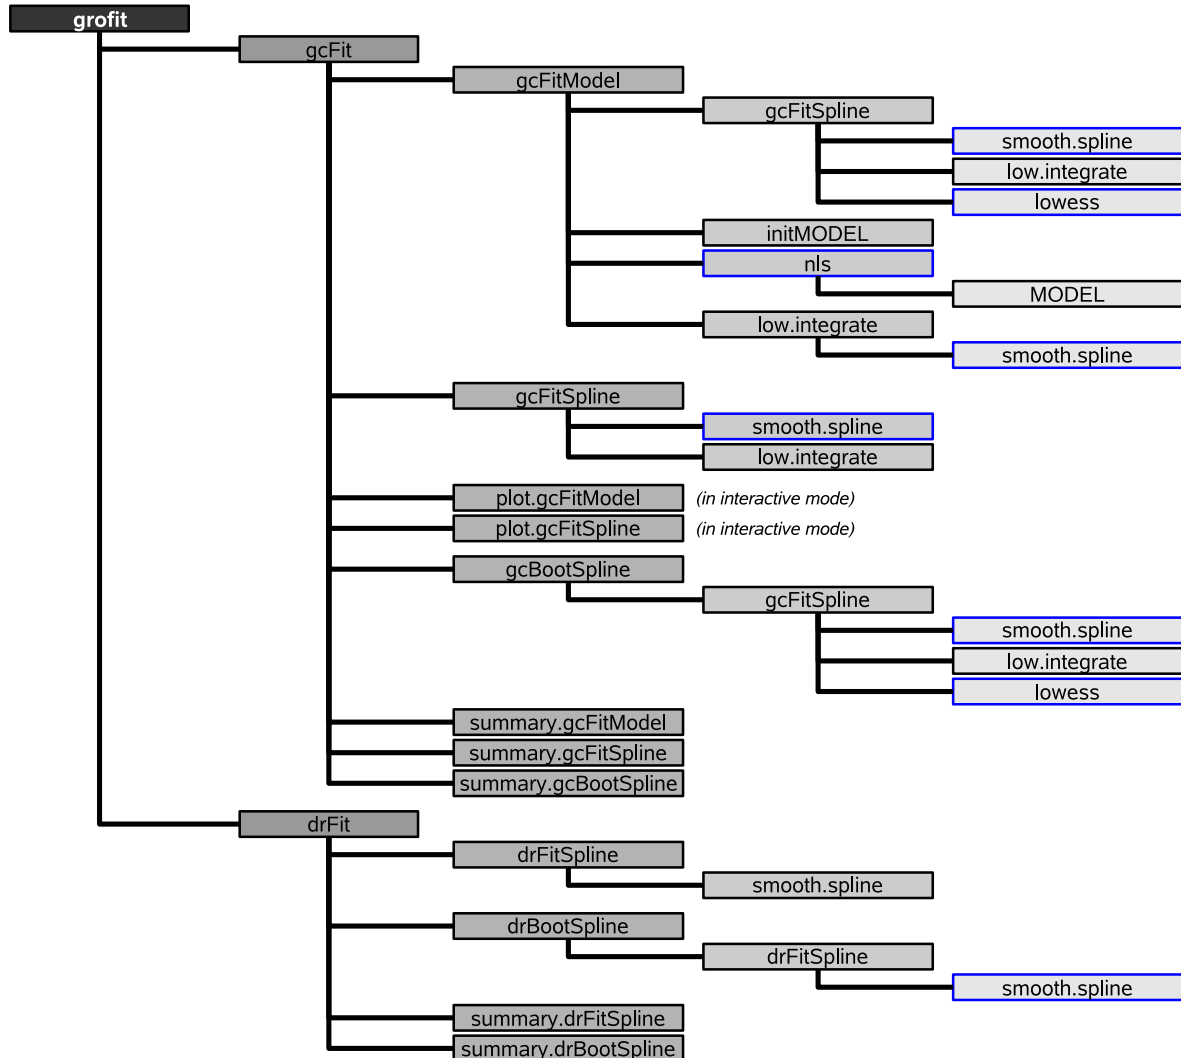 grofit
gcFit
gcFitModel
gcFitSpline
smooth.spline
low.integrate
lowess
initMODEL
nls
MODEL
low.integrate
smooth.spline
gcFitSpline
smooth.spline
low.integrate
plot.gcFitModel (in interactive mode)
plot.gcFitSpline (in interactive mode)
gcBootSpline
gcFitSpline
smooth.spline
low.integrate
lowess
summary.gcFitModel
summary.gcFitSpline
summary.gcBootSpline
drFit
drFitSpline
smooth.spline
drBootSpline
drFitSpline
smooth.spline
summary.drFitSpline
summary.drBootSpline